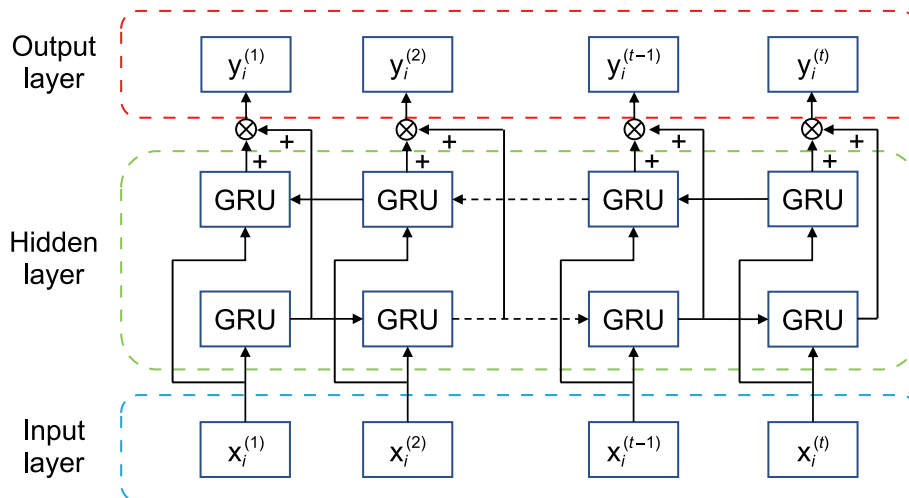 Output
layer
y_i^(1) y_i^(2) y_i^(t−1) y_i^(t)
+ + + + + + + +
GRU GRU GRU GRU
Hidden
layer
GRU GRU GRU GRU
Input
layer
x_i^(1) x_i^(2) x_i^(t−1) x_i^(t)